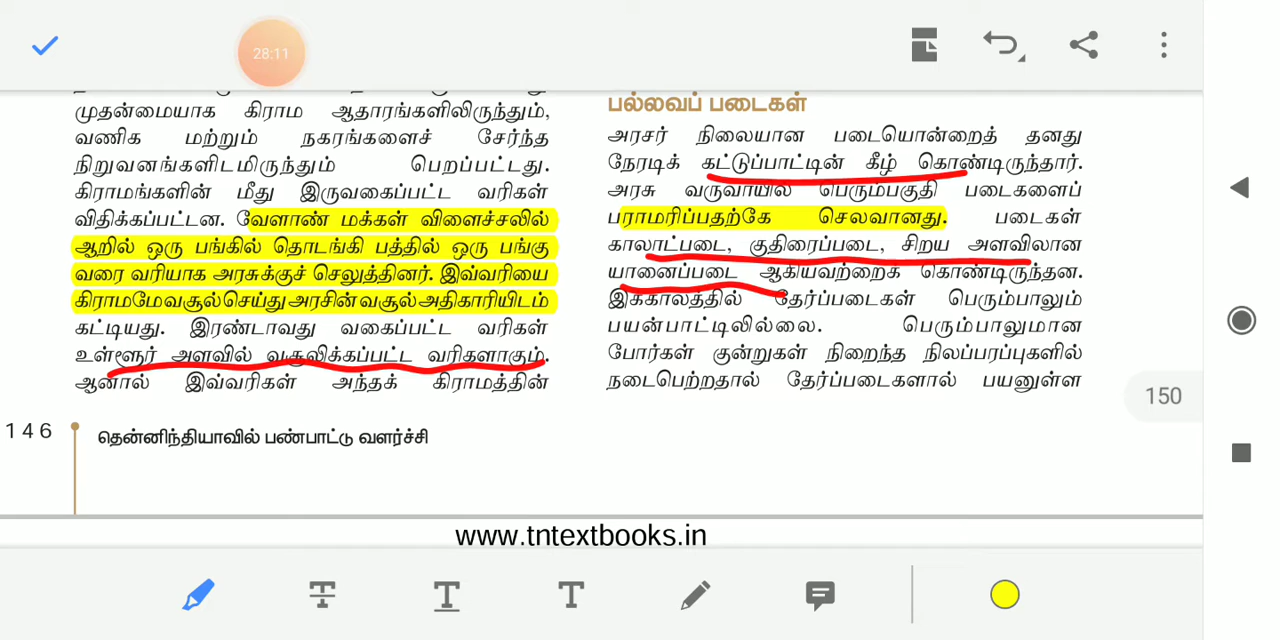 28:11
முதன்மையாக கிராம ஆதாரங்களிலிருந்தும்,
வணிக மற்றும் நகரங்களைச் சேர்ந்த
நிறுவனங்களிடமிருந்தும் பெறப்பட்டது.
கிராமங்களின் மீது இருவகைப்பட்ட வரிகள்
விதிக்கப்பட்டன. வேளாண் மக்கள் விளைச்சலில்
ஆறில் ஒரு பங்கில் தொடங்கி பத்தில் ஒரு பங்கு
வரை வரியாக அரசுக்குச் செலுத்தினர். இவ்வரியை
கிராமமே வசூல் செய்து அரசின் வசூல் அதிகாரியிடம்
கட்டியது. இரண்டாவது வகைப்பட்ட வரிகள்
உள்ளூர் அளவில் வசூலிக்கப்பட்ட வரிகளாகும்.
ஆனால் இவ்வரிகள் அந்தக் கிராமத்தின்
பல்லவப் படைகள்
அரசர் நிலையான படையொன்றைத் தனது
நேரடிக் கட்டுப்பாட்டின் கீழ் கொண்டிருந்தார்.
அரசு வருவாயில் பெரும்பகுதி படைகளைப்
பராமரிப்பதற்கே செலவானது. படைகள்
காலாட்படை, குதிரைப்படை, சிறிய அளவிலான
யானைப்படை ஆகியவற்றைக் கொண்டிருந்தன.
இக்காலத்தில் தேர்ப்படைகள் பெரும்பாலும்
பயன்பாட்டிலில்லை. பெரும்பாலுமான
போர்கள் குன்றுகள் நிறைந்த நிலப்பரப்புகளில்
நடைபெற்றதால் தேர்ப்படைகளால் பயனுள்ள
150
146
தென்னிந்தியாவில் பண்பாட்டு வளர்ச்சி
www.tntextbooks.in